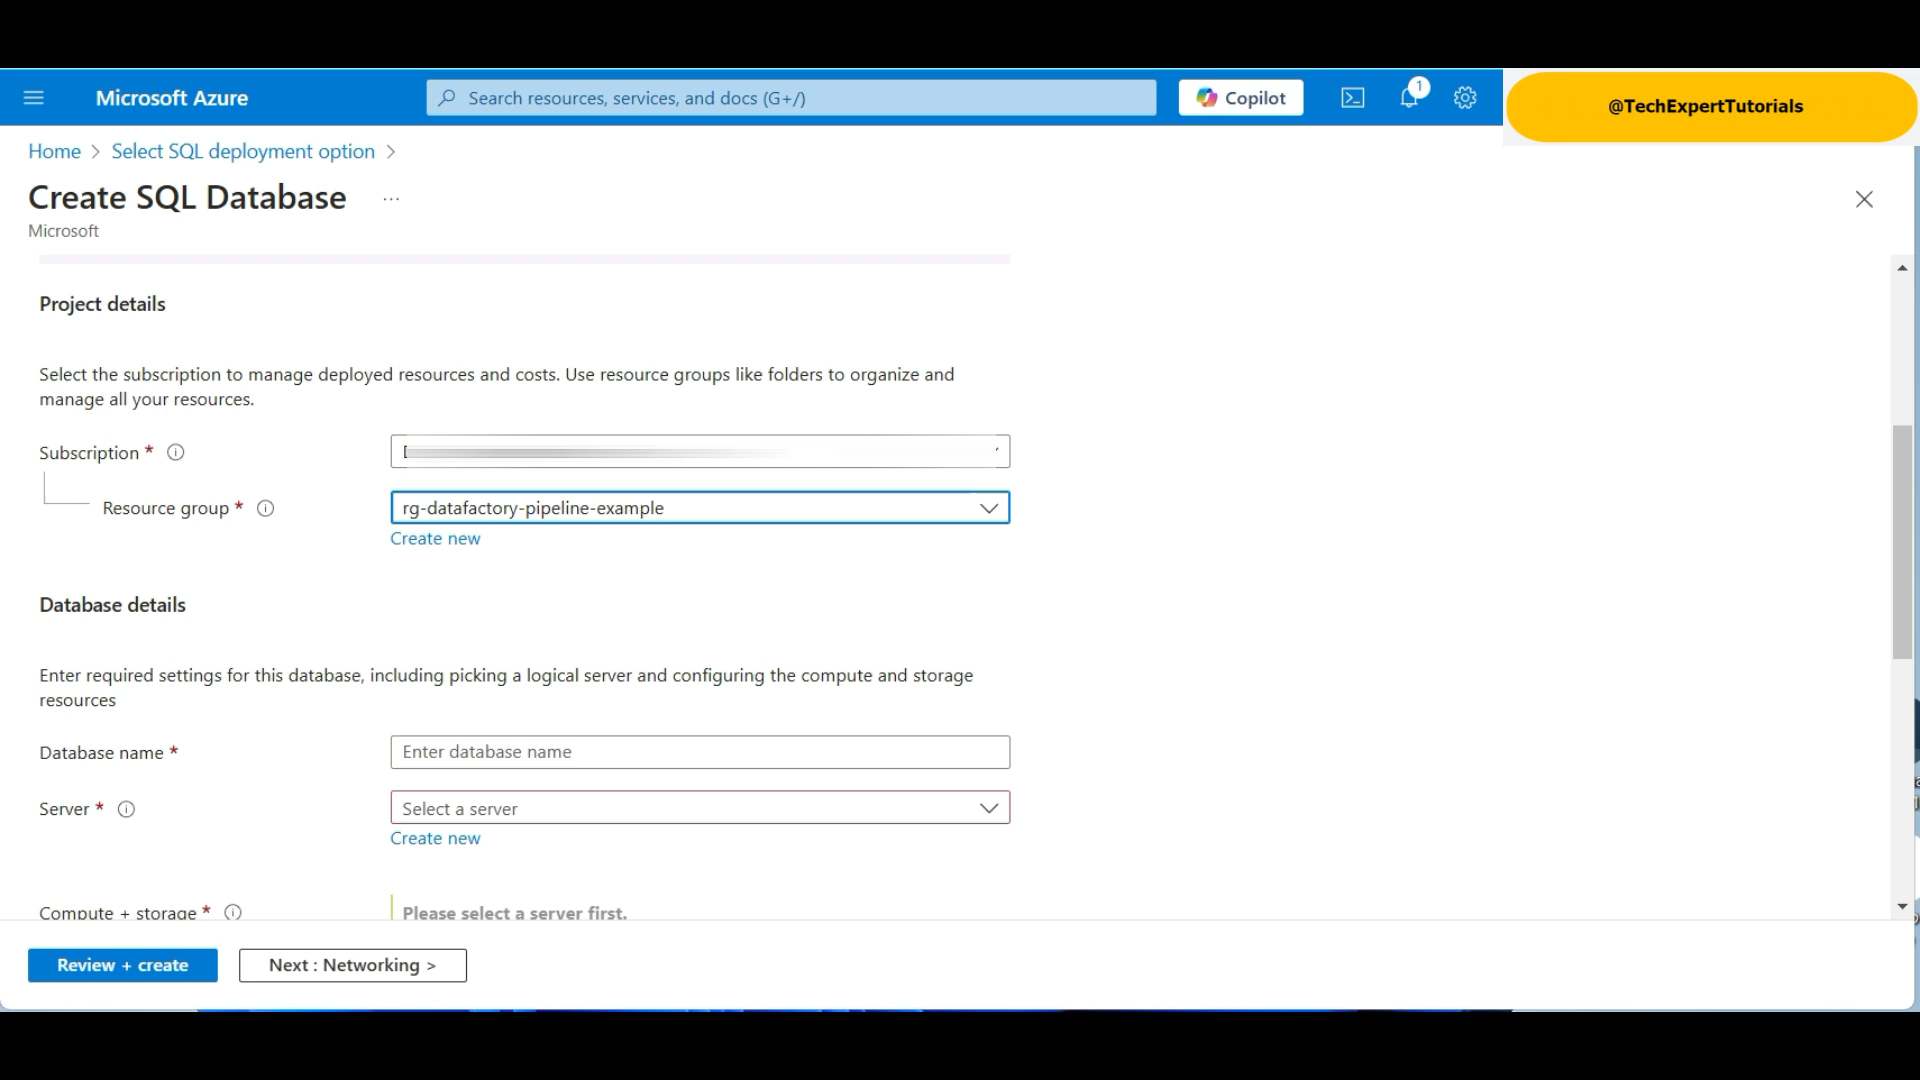 Microsoft Azure
Search resources, services, and docs (G+/)
Copilot
1
@TechExpertTutorials
Home > Select SQL deployment option >
Create SQL Database ...
Microsoft
Project details
Select the subscription to manage deployed resources and costs. Use resource groups like folders to organize and
manage all your resources.
Subscription *
Resource group *
rg-datafactory-pipeline-example
Create new
Database details
Enter required settings for this database, including picking a logical server and configuring the compute and storage
resources
Database name *
Enter database name
Server *
Select a server
Create new
Compute + storage *
Please select a server first.
Review + create
Next : Networking >